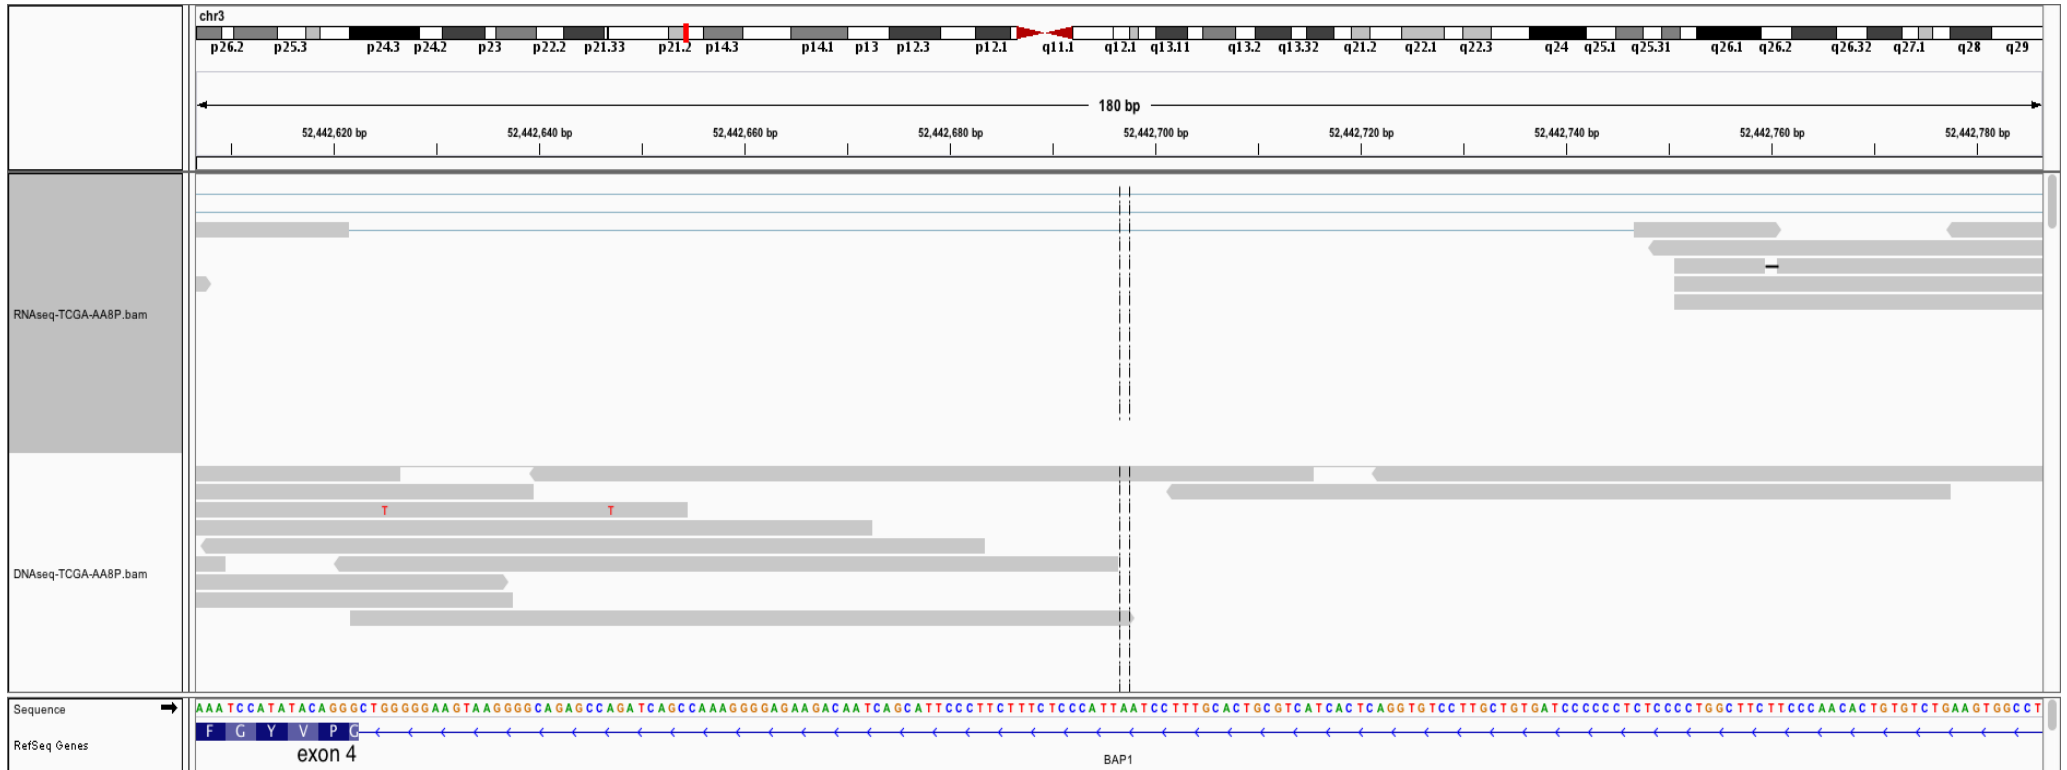 chr3
p26.2 p25.3 p24.3 p24.2 p23 p22.2 p21.33 p21.2 p14.3 p14.1 p13 p12.3 p12.1 q11.1 q12.1 q13.11 q13.2 q13.32 q21.2 q22.1 q22.3 q24 q25.1 q25.31 q26.1 q26.2 q26.32 q27.1 q28 q29
180 bp
52,442,620 bp 52,442,640 bp 52,442,660 bp 52,442,680 bp 52,442,700 bp 52,442,720 bp 52,442,740 bp 52,442,760 bp 52,442,780 bp
RNAseq-TCGA-AA8P.bam
T T
DNAseq-TCGA-AA8P.bam
Sequence AAATCCATATACAGGGCTGGGGGAAGTAAGGGGCAGAGCCAGATCAGCCAAAGGGGAGAAGACAATCAGCATTCCCTTCTTTCTCCCATTAATCCTTTGCACTGCGTCATCACTCAGGTGTCCTTGCTGTGATCCCCCCTCTCCCCTGGCTTCTTCCCAACACTGTGTCTGAAGTGGCCT
RefSeq Genes F G Y V P G
exon 4 BAP1